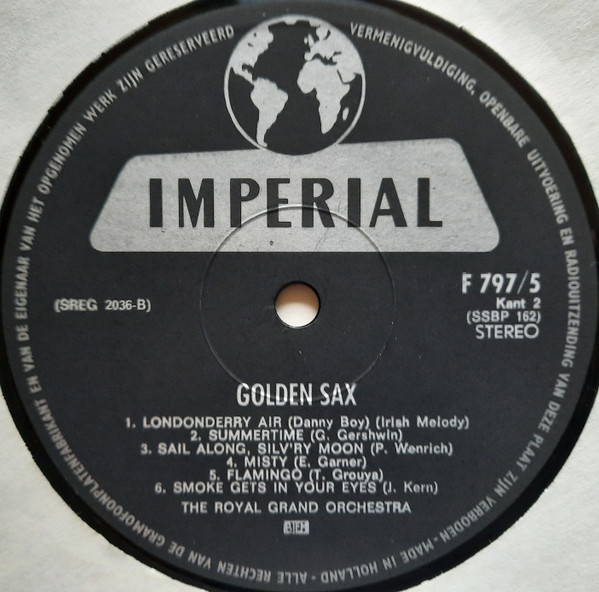 ALLE RECHTEN VAN DE GRAMOFOONPLATENFABRIKANT EN VAN DE EIGENAAR VAN HET OPGENOMEN WERK ZIJN GERESERVEERD
VERMENIGVULDIGING, OPENBARE UITVOERING EN RADIOUITZENDING VAN DEZE PLAAT ZIJN VERBODEN - MADE IN HOLLAND -
IMPERIAL
F 797/5
Kant 2
(SREG 2036-B)
(SSBP 162)
STEREO
GOLDEN SAX
1. LONDONDERRY AIR (Danny Boy) (Irish Melody)
2. SUMMERTIME (G. Gershwin)
3. SAIL ALONG, SILV'RY MOON (P. Wenrich)
4. MISTY (E. Garner)
5. FLAMINGO (T. Grouya)
6. SMOKE GETS IN YOUR EYES (J. Kern)
THE ROYAL GRAND ORCHESTRA